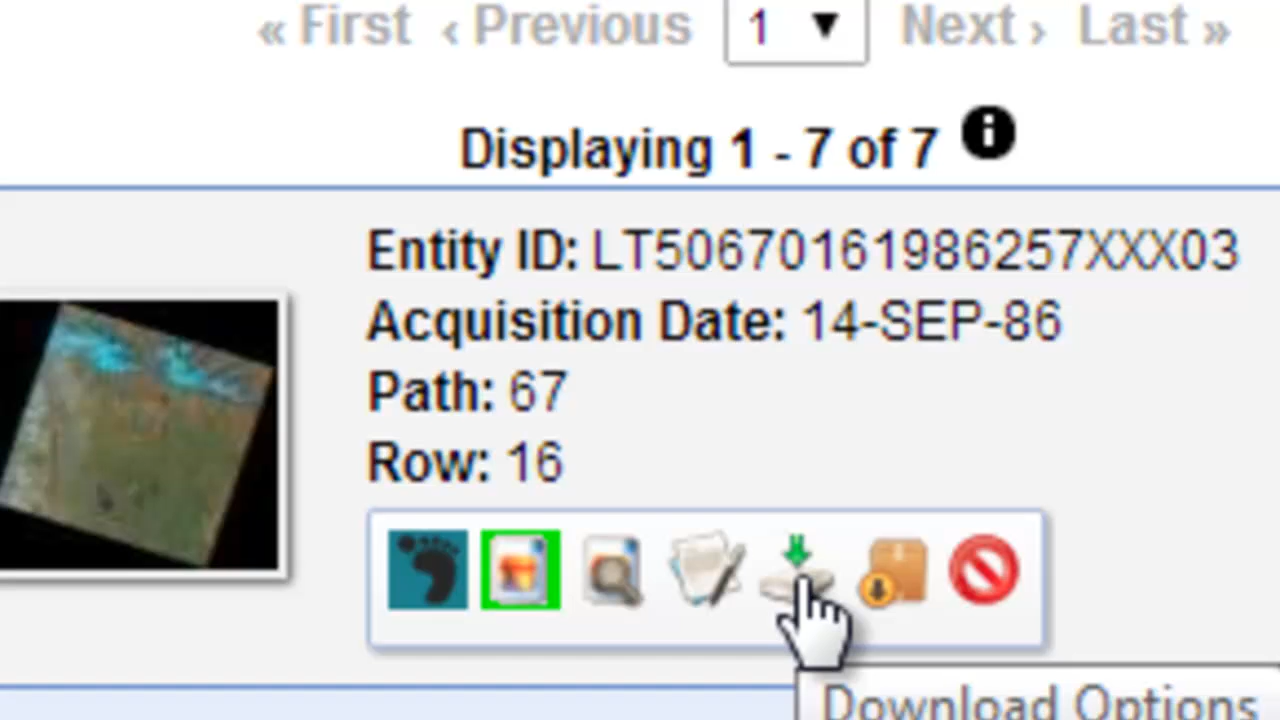 « First ‹ Previous 1 Next › Last »
Displaying 1 - 7 of 7
Entity ID: LT50670161986257XXX03
Acquisition Date: 14-SEP-86
Path: 67
Row: 16
Download Options